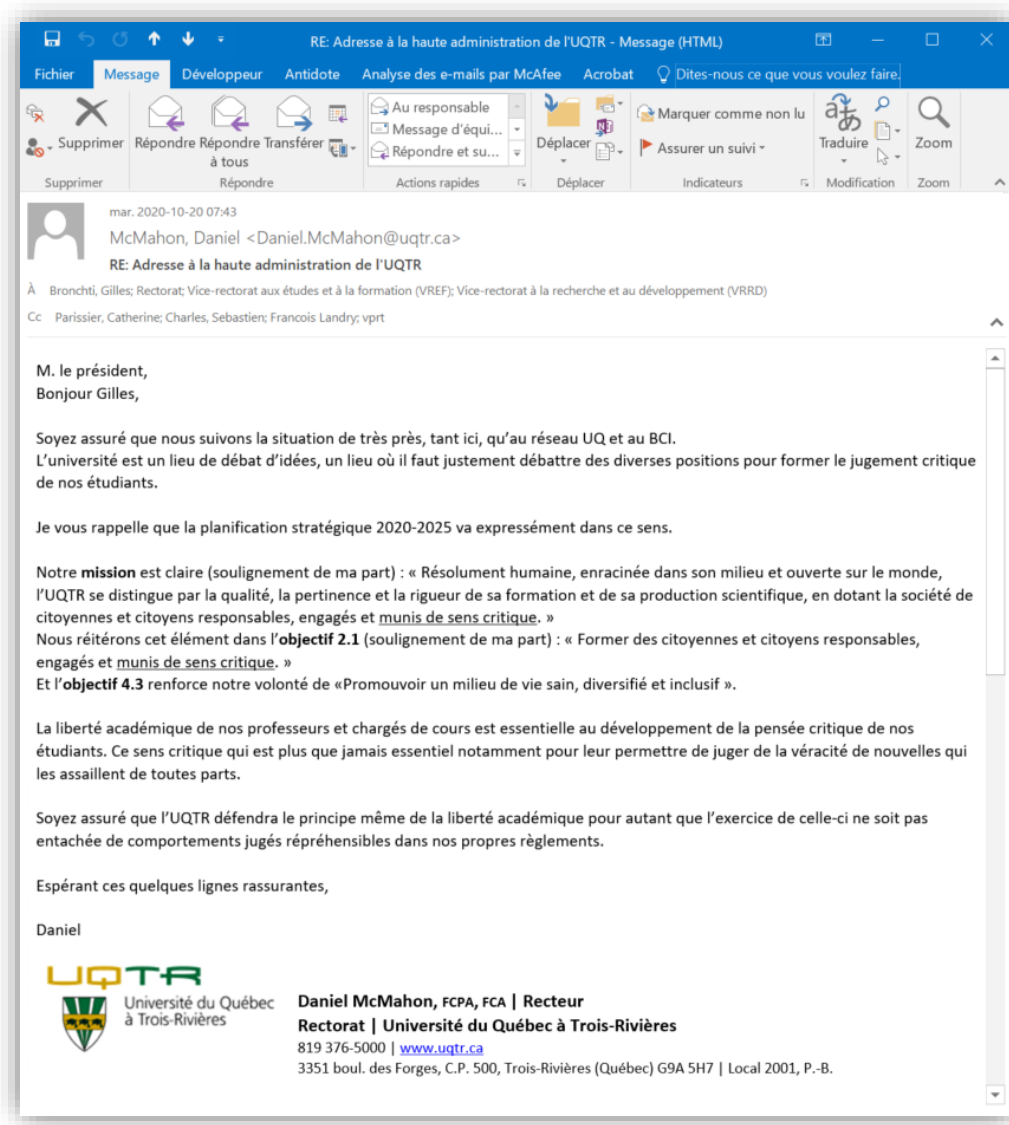 RE: Adresse à la haute administration de l'UQTR - Message (HTML)
Fichier Message Développeur Antidote Analyse des e-mails par McAfee Acrobat Dites-nous ce que vous voulez faire.
Supprimer
Répondre Répondre à tous Transférer
Au responsable
Message d'équi...
Répondre et su...
Déplacer
Marquer comme non lu
Assurer un suivi
Traduire
Zoom
Supprimer Répondre Actions rapides Déplacer Indicateurs Modification Zoom
mar. 2020-10-20 07:43
McMahon, Daniel <Daniel.McMahon@uqtr.ca>
RE: Adresse à la haute administration de l'UQTR
À Bronchti, Gilles; Rectorat; Vice-rectorat aux études et à la formation (VREF); Vice-rectorat à la recherche et au développement (VRRD)
Cc Parissier, Catherine; Charles, Sebastien; Francois Landry; vprt
M. le président,
Bonjour Gilles,
Soyez assuré que nous suivons la situation de très près, tant ici, qu'au réseau UQ et au BCI.
L'université est un lieu de débat d'idées, un lieu où il faut justement débattre des diverses positions pour former le jugement critique
de nos étudiants.
Je vous rappelle que la planification stratégique 2020-2025 va expressément dans ce sens.
Notre mission est claire (soulignement de ma part) : « Résolument humaine, enracinée dans son milieu et ouverte sur le monde,
l'UQTR se distingue par la qualité, la pertinence et la rigueur de sa formation et de sa production scientifique, en dotant la société de
citoyennes et citoyens responsables, engagés et munis de sens critique. »
Nous réitérons cet élément dans l'objectif 2.1 (soulignement de ma part) : « Former des citoyennes et citoyens responsables,
engagés et munis de sens critique. »
Et l'objectif 4.3 renforce notre volonté de «Promouvoir un milieu de vie sain, diversifié et inclusif ».
La liberté académique de nos professeurs et chargés de cours est essentielle au développement de la pensée critique de nos
étudiants. Ce sens critique qui est plus que jamais essentiel notamment pour leur permettre de juger de la véracité de nouvelles qui
les assaillent de toutes parts.
Soyez assuré que l'UQTR défendra le principe même de la liberté académique pour autant que l'exercice de celle-ci ne soit pas
entachée de comportements jugés répréhensibles dans nos propres règlements.
Espérant ces quelques lignes rassurantes,
Daniel
UQTR
Université du Québec
à Trois-Rivières
Daniel McMahon, FCPA, FCA | Recteur
Rectorat | Université du Québec à Trois-Rivières
819 376-5000 | www.uqtr.ca
3351 boul. des Forges, C.P. 500, Trois-Rivières (Québec) G9A 5H7 | Local 2001, P.-B.